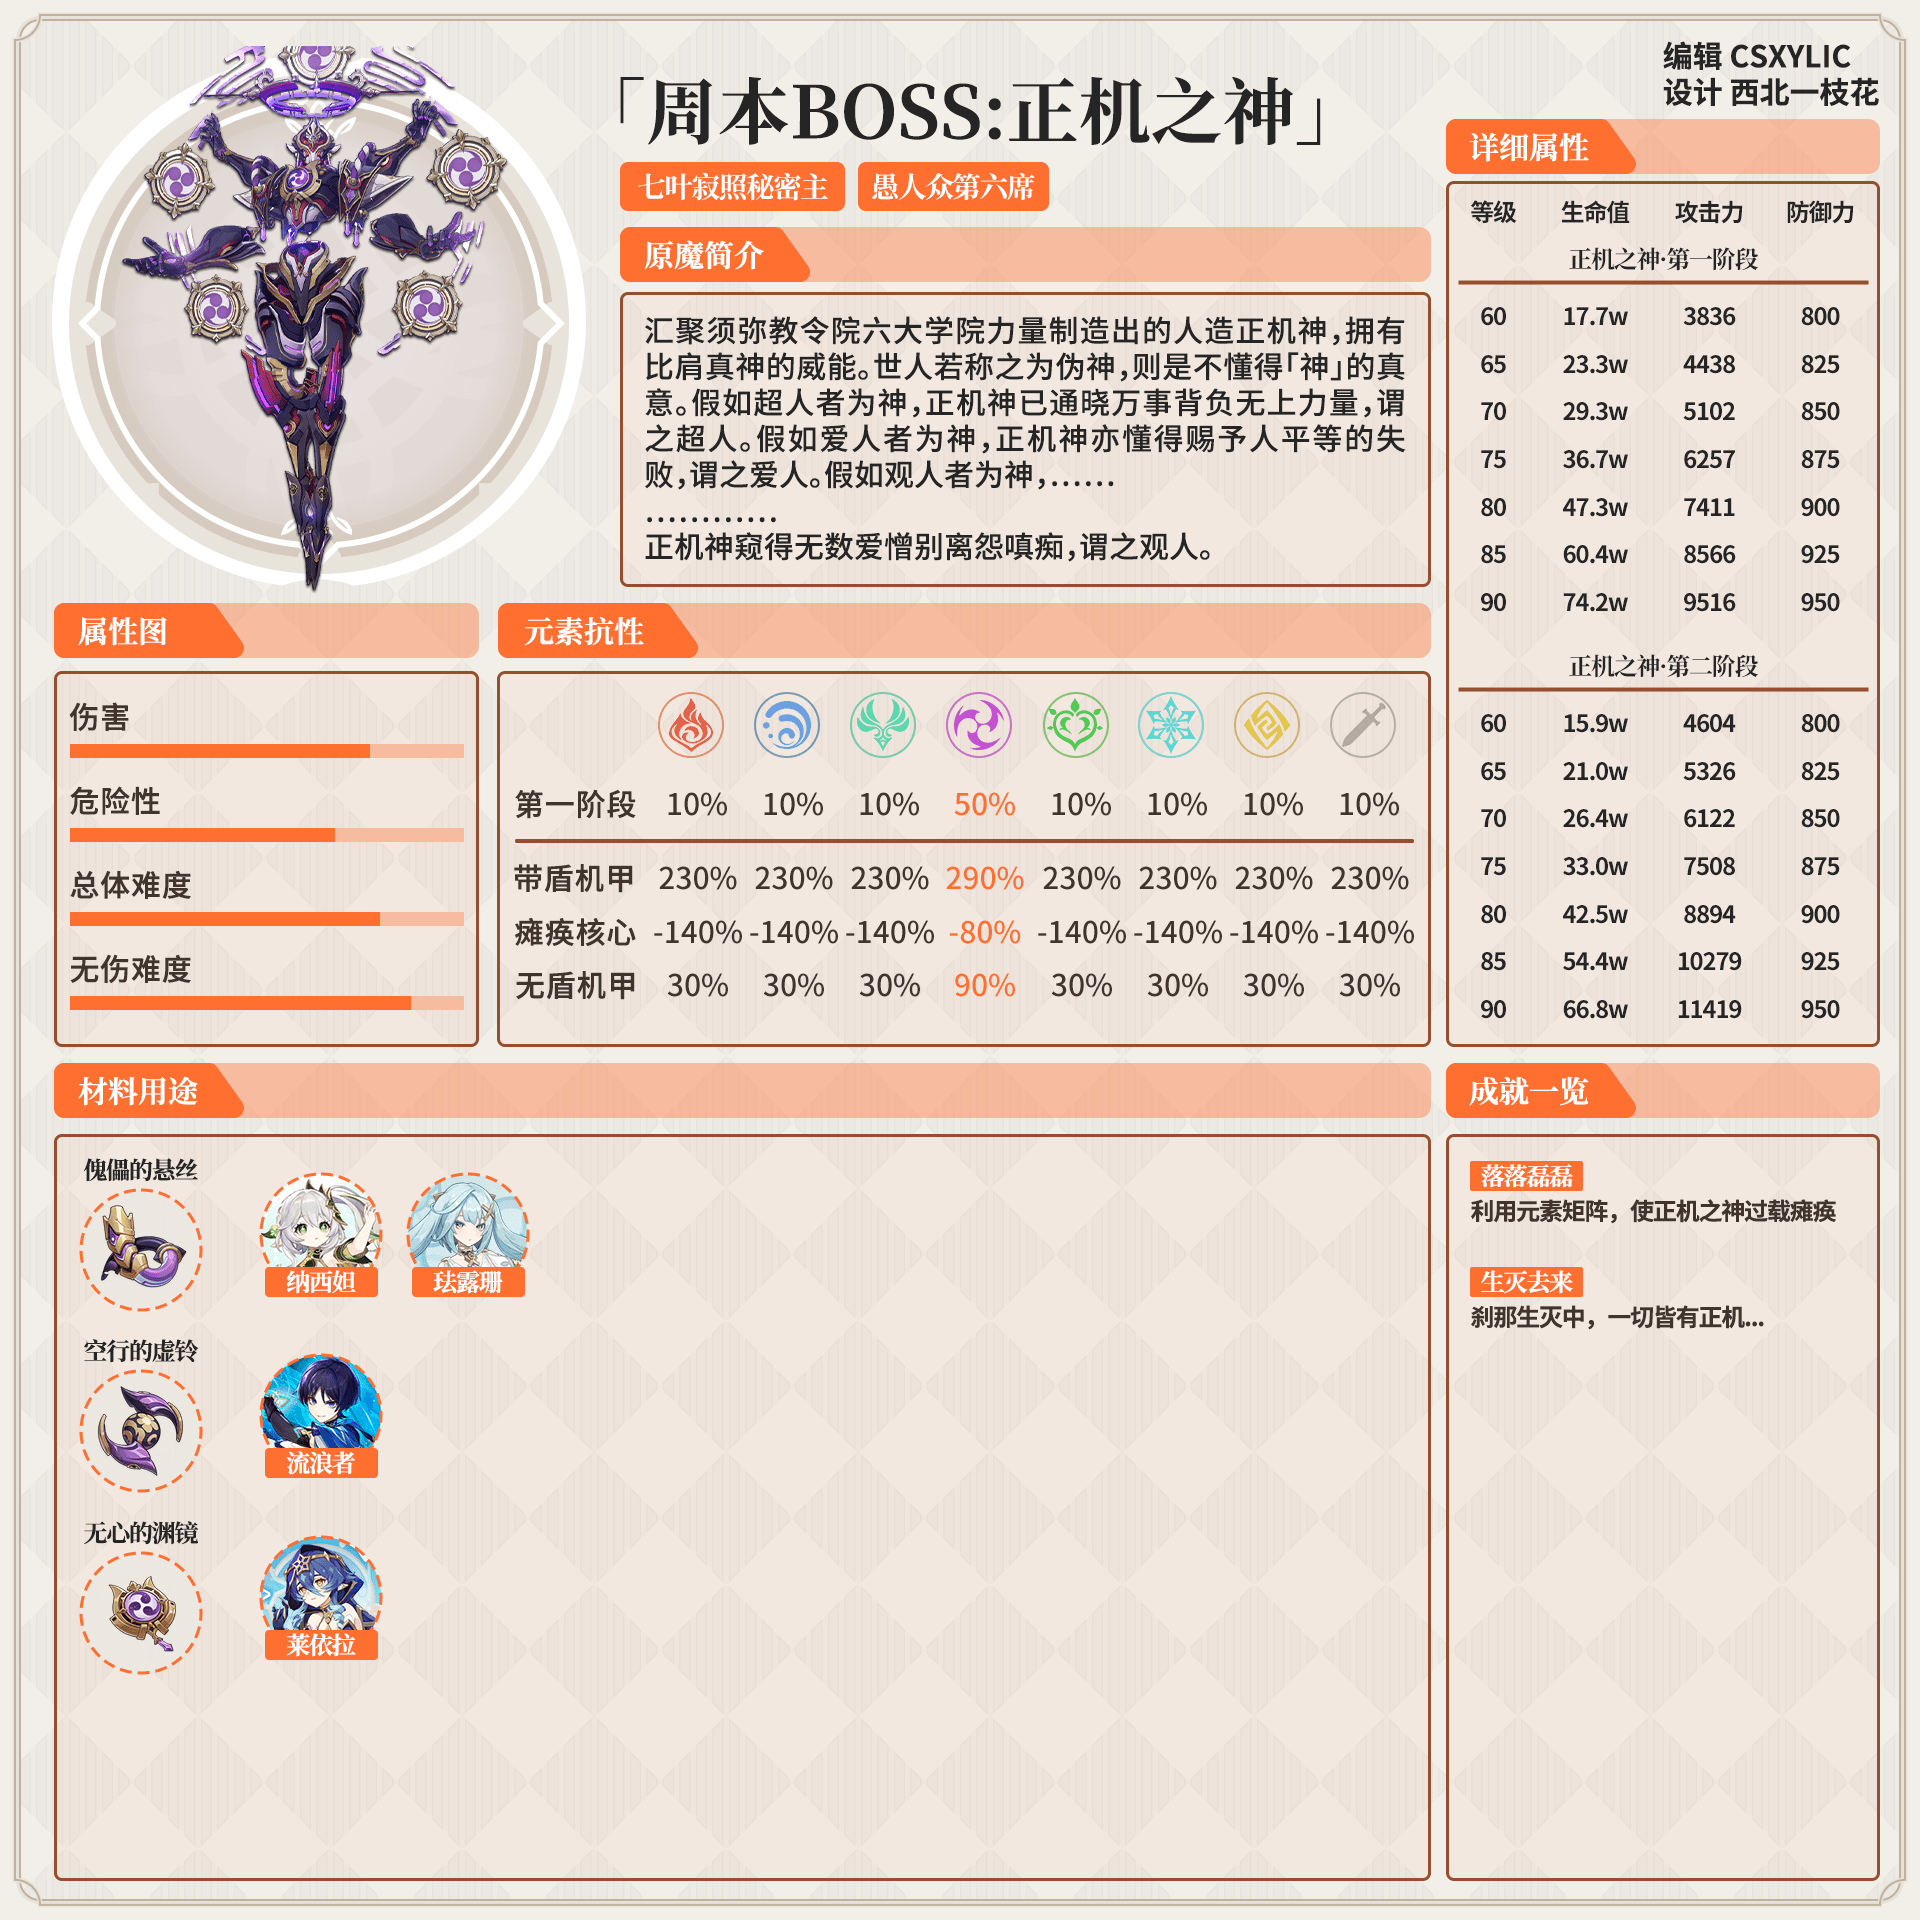 「周本BOSS:正机之神」
编辑 CSXYLIC
设计 西北一枝花
七叶寂照秘密主
愚人众第六席
原魔简介
汇聚须弥教令院六大学院力量制造出的人造正机神,拥有
比肩真神的威能。世人若称之为伪神,则是不懂得「神」的真
意。假如超人者为神,正机神已通晓万事背负无上力量,谓
之超人。假如爱人者为神,正机神亦懂得赐予人平等的失
败,谓之爱人。假如观人者为神,……
…………
正机神窥得无数爱憎别离怨嗔痴,谓之观人。
详细属性
等级 生命值 攻击力 防御力
正机之神·第一阶段
60 17.7w 3836 800
65 23.3w 4438 825
70 29.3w 5102 850
75 36.7w 6257 875
80 47.3w 7411 900
85 60.4w 8566 925
90 74.2w 9516 950
正机之神·第二阶段
60 15.9w 4604 800
65 21.0w 5326 825
70 26.4w 6122 850
75 33.0w 7508 875
80 42.5w 8894 900
85 54.4w 10279 925
90 66.8w 11419 950
属性图
伤害
危险性
总体难度
无伤难度
元素抗性
第一阶段 10% 10% 10% 50% 10% 10% 10% 10%
带盾机甲 230% 230% 230% 290% 230% 230% 230% 230%
瘫痪核心 -140% -140% -140% -80% -140% -140% -140% -140%
无盾机甲 30% 30% 30% 90% 30% 30% 30% 30%
材料用途
傀儡的悬丝
纳西妲
珐露珊
空行的虚铃
流浪者
无心的渊镜
莱依拉
成就一览
落落磊磊
利用元素矩阵，使正机之神过载瘫痪
生灭去来
刹那生灭中，一切皆有正机...